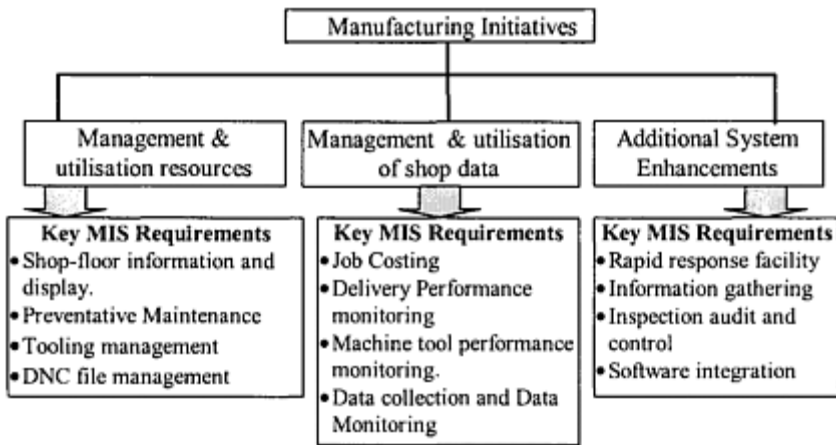 Manufacturing Initiatives
Management &
utilisation resources
Management & utilisation
of shop data
Additional System
Enhancements
Key MIS Requirements
•Shop-floor information and
display.
•Preventative Maintenance
•Tooling management
•DNC file management
Key MIS Requirements
•Job Costing
•Delivery Performance
monitoring
•Machine tool performance
monitoring.
•Data collection and Data
Monitoring
Key MIS Requirements
•Rapid response facility
•Information gathering
•Inspection audit and
control
•Software integration